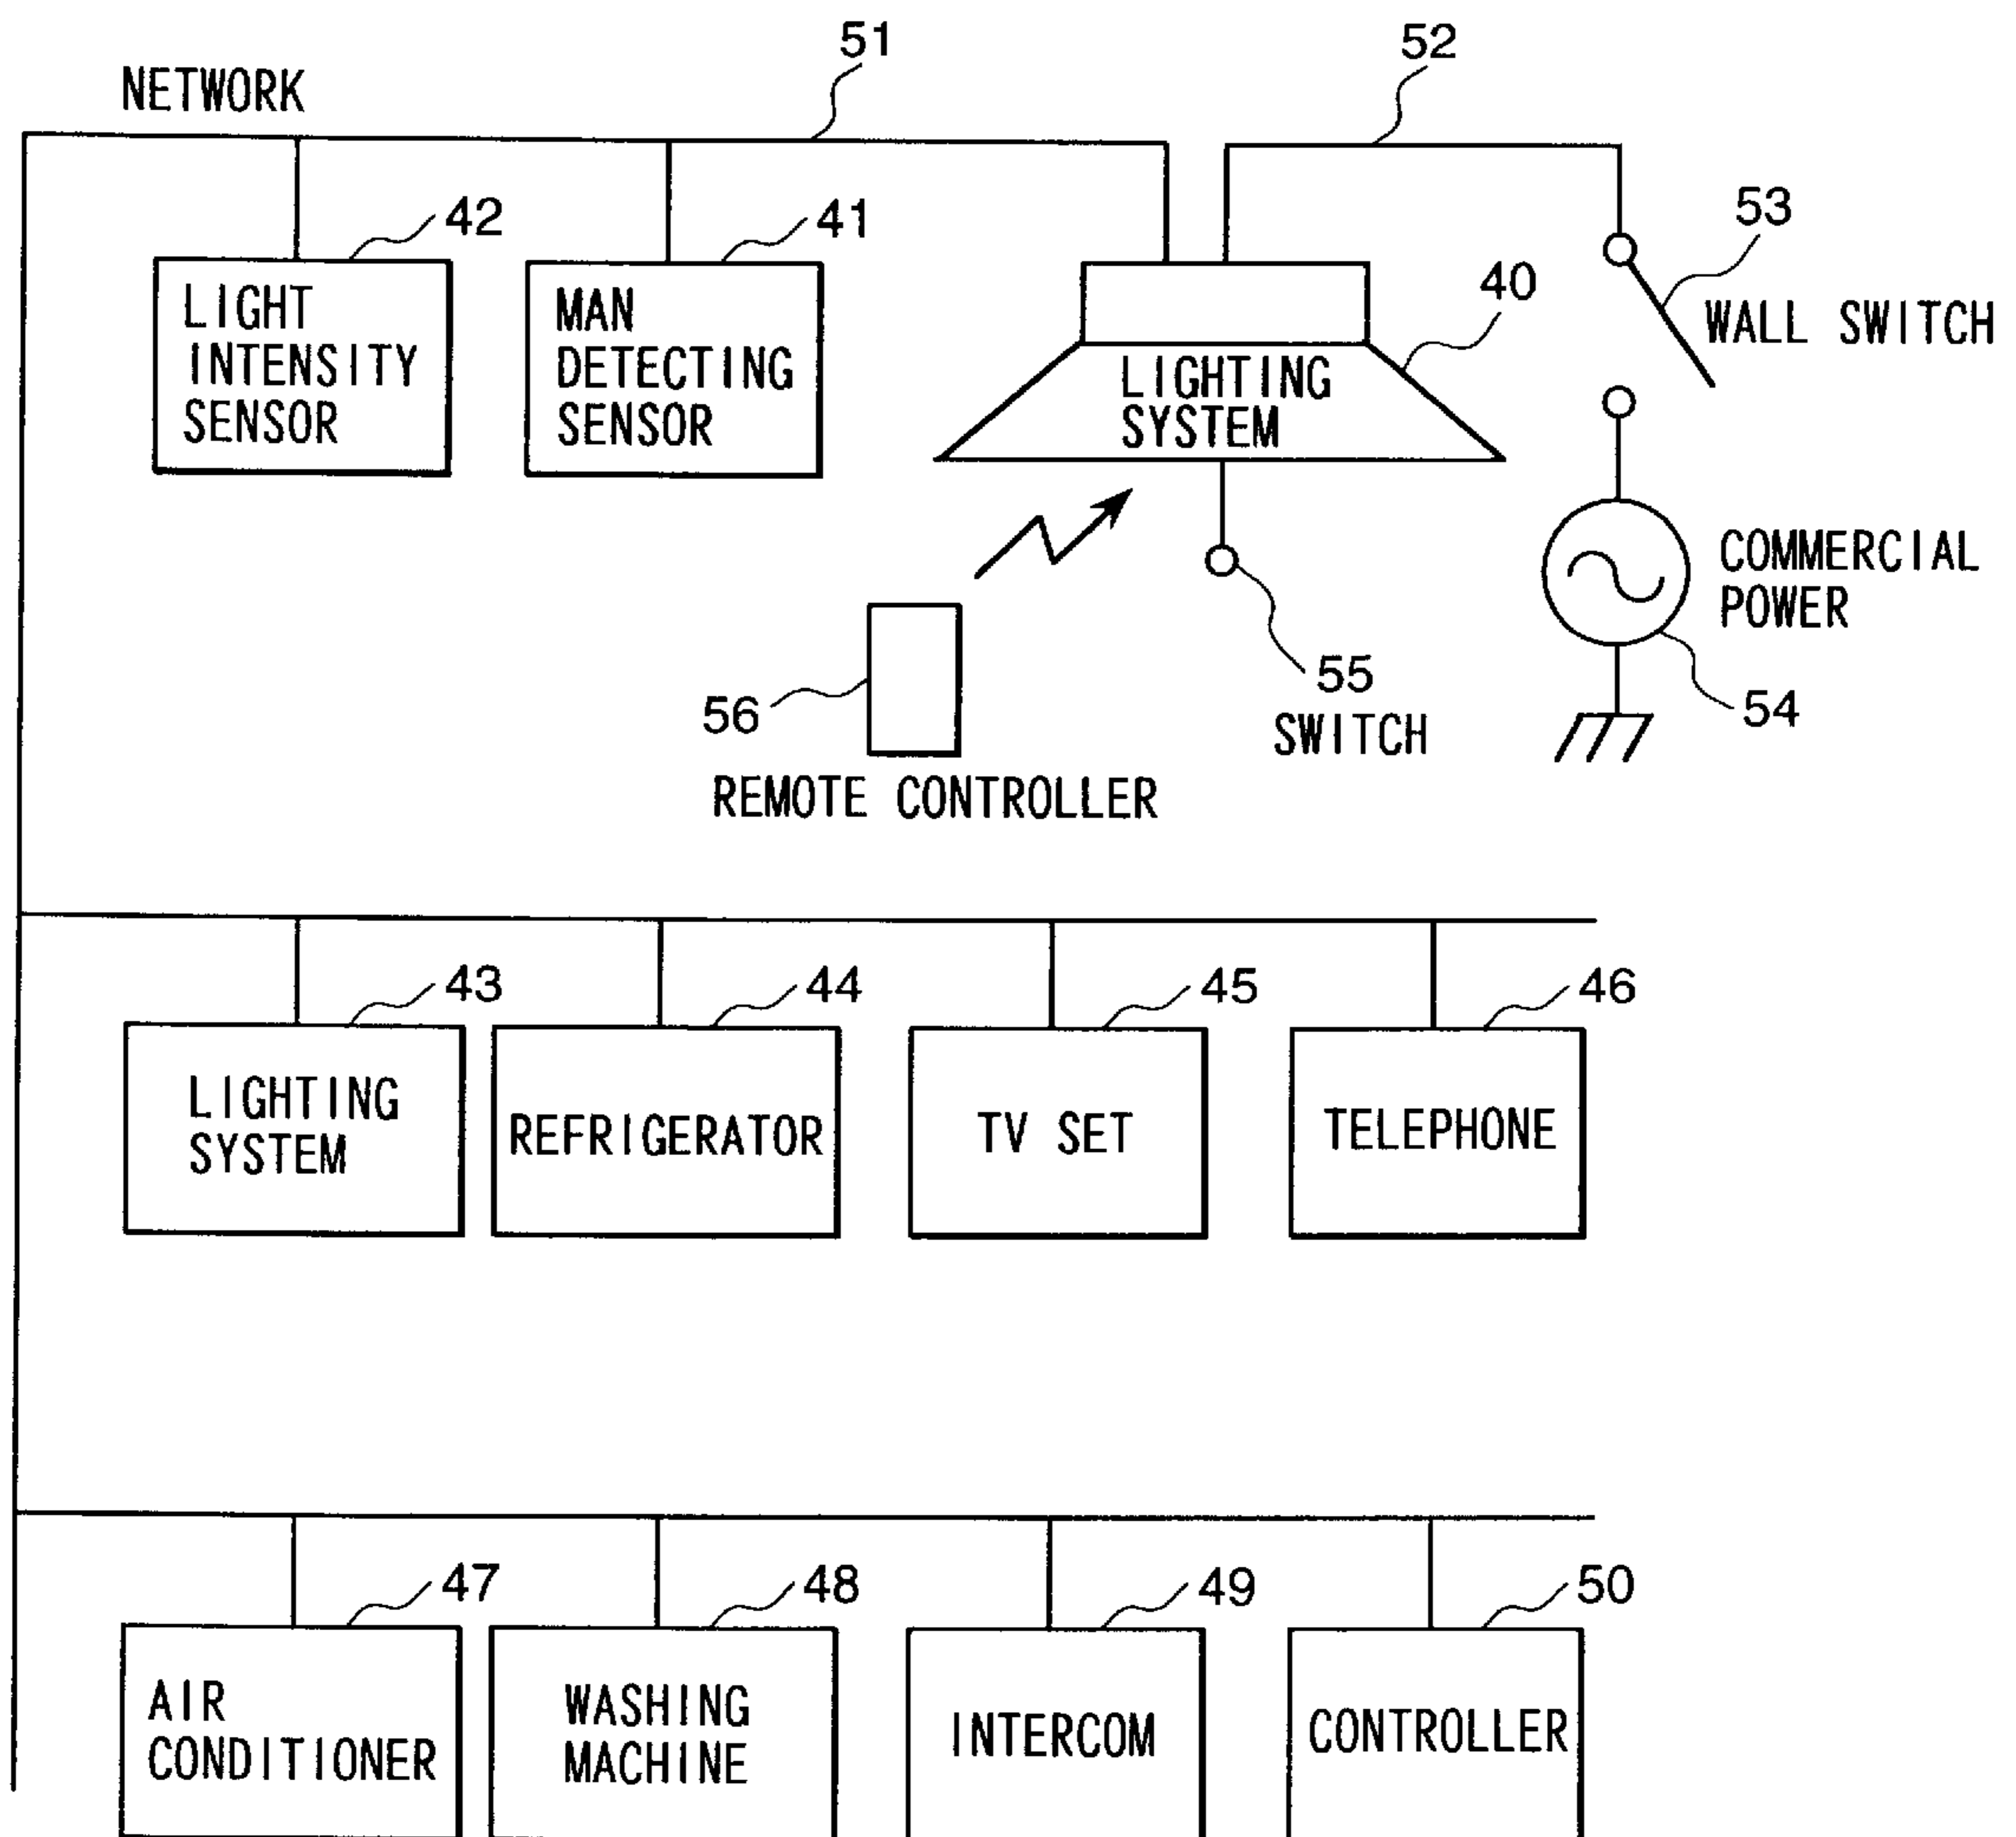 51
52
NETWORK
42
41
53
40
LIGHT
INTENSITY
SENSOR
MAN
DETECTING
SENSOR
LIGHTING
SYSTEM
WALL SWITCH
COMMERCIAL
POWER
55
SWITCH
54
56
REMOTE CONTROLLER
43
44
45
46
LIGHTING
SYSTEM
REFRIGERATOR
TV SET
TELEPHONE
47
48
49
50
AIR
CONDITIONER
WASHING
MACHINE
INTERCOM
CONTROLLER